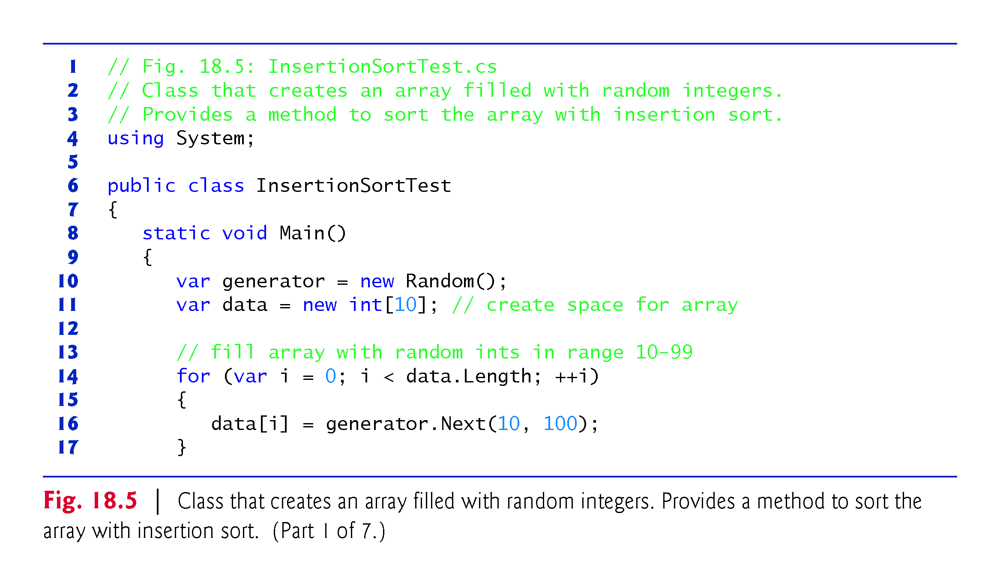 1 // Fig. 18.5: InsertionSortTest.cs
2 // Class that creates an array filled with random integers.
3 // Provides a method to sort the array with insertion sort.
4 using System;
5
6 public class InsertionSortTest
7 {
8    static void Main()
9    {
10       var generator = new Random();
11       var data = new int[10]; // create space for array
12
13       // fill array with random ints in range 10-99
14       for (var i = 0; i < data.Length; ++i)
15       {
16          data[i] = generator.Next(10, 100);
17       }
Fig. 18.5 | Class that creates an array filled with random integers. Provides a method to sort the
array with insertion sort. (Part 1 of 7.)